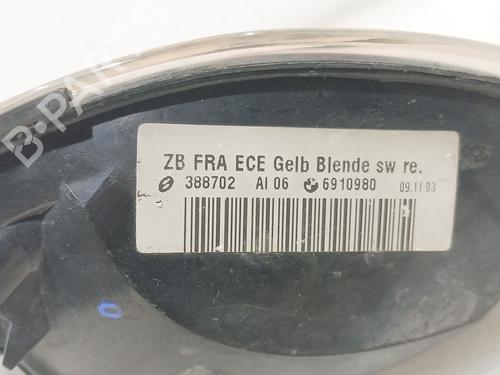 B-PARTS
ZB FRA ECE Gelb Blende sw re.
388702 AI 06 6910980 09.11 03